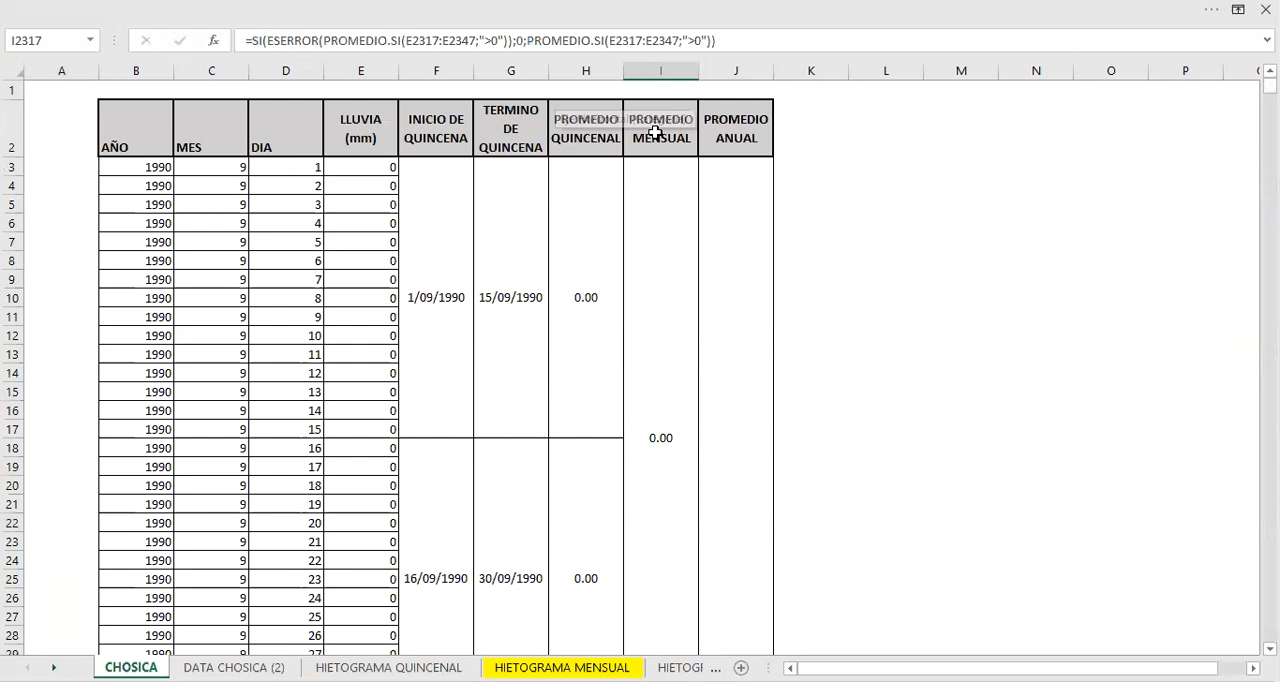 I2317
fx
=SI(ESERROR(PROMEDIO.SI(E2317:E2347;">0"));0;PROMEDIO.SI(E2317:E2347;">0"))
A B C D E F G H I J K L M N O P
1
2 AÑO MES DIA LLUVIA (mm) INICIO DE QUINCENA TERMINO DE QUINCENA PROMEDIO QUINCENAL PROMEDIO MENSUAL PROMEDIO ANUAL
3 1990 9 1 0
4 1990 9 2 0
5 1990 9 3 0
6 1990 9 4 0
7 1990 9 5 0
8 1990 9 6 0
9 1990 9 7 0
10 1990 9 8 0 1/09/1990 15/09/1990 0.00
11 1990 9 9 0
12 1990 9 10 0
13 1990 9 11 0
14 1990 9 12 0
15 1990 9 13 0
16 1990 9 14 0
17 1990 9 15 0 0.00
18 1990 9 16 0
19 1990 9 17 0
20 1990 9 18 0
21 1990 9 19 0
22 1990 9 20 0
23 1990 9 21 0
24 1990 9 22 0
25 1990 9 23 0 16/09/1990 30/09/1990 0.00
26 1990 9 24 0
27 1990 9 25 0
28 1990 9 26 0
29 1990 9 27 0
CHOSICA DATA CHOSICA (2) HIETOGRAMA QUINCENAL HIETOGRAMA MENSUAL HIETOGF ...